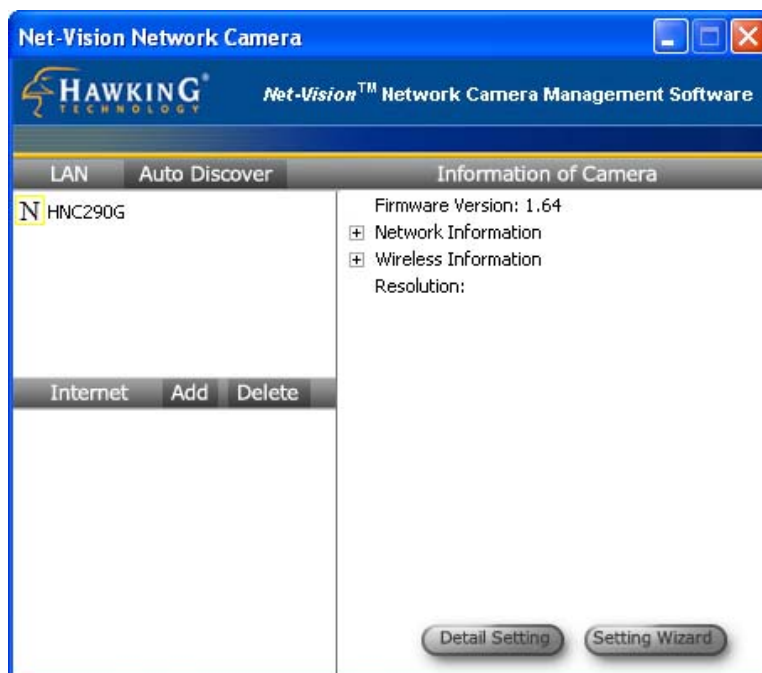 Net-Vision Network Camera
HAWKING®
TECHNOLOGY
Net-Vision™ Network Camera Management Software
LAN Auto Discover
Information of Camera
N HNC290G
Firmware Version: 1.64
Network Information
Wireless Information
Resolution:
Internet Add Delete
Detail Setting Setting Wizard